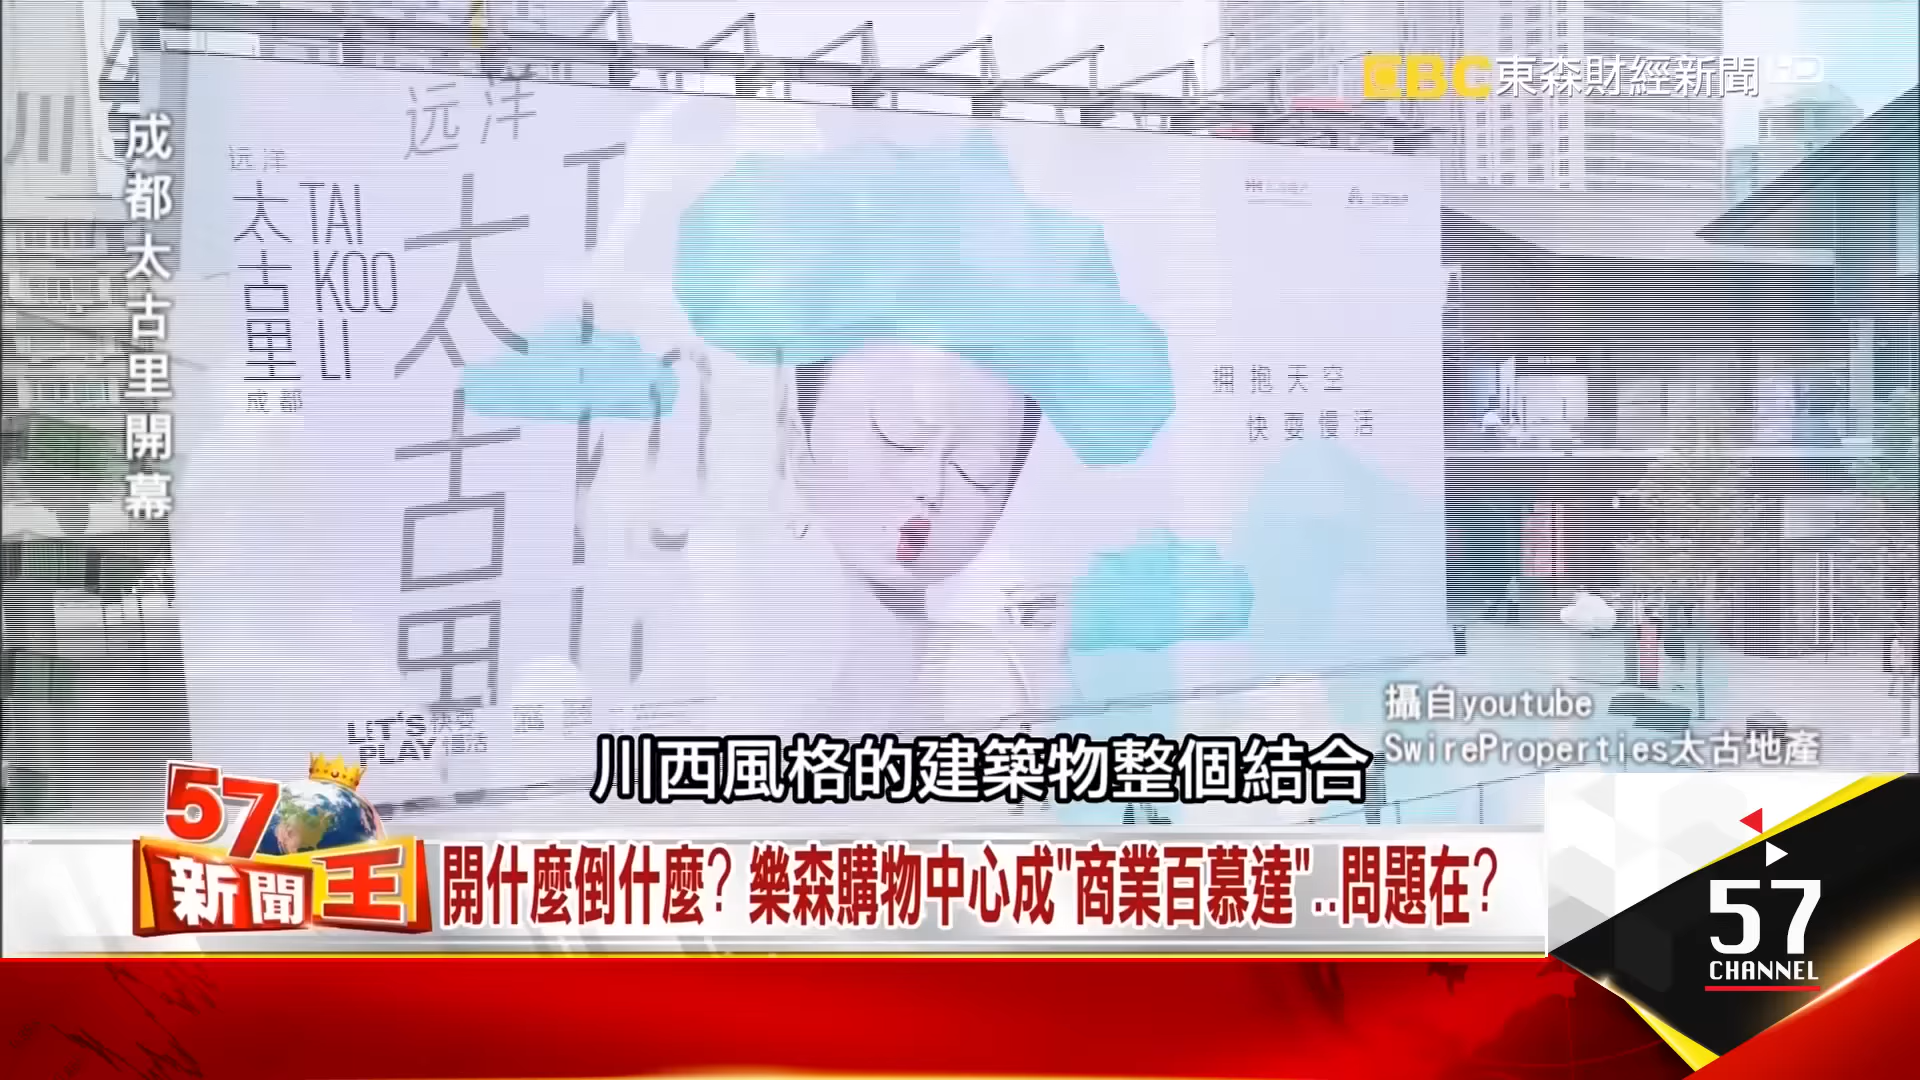 EBC 東森財經新聞 HD
成都太古里開幕
川
远洋
太古里
TAI
KOO
LI
成都
远洋
太古里
拥抱天空
快耍慢活
LET'S
PLAY
快耍
慢活
攝自youtube
SwireProperties太古地產
川西風格的建築物整個結合
57
新聞王
開什麼倒什麼? 樂森購物中心成"商業百慕達"..問題在?
57
CHANNEL